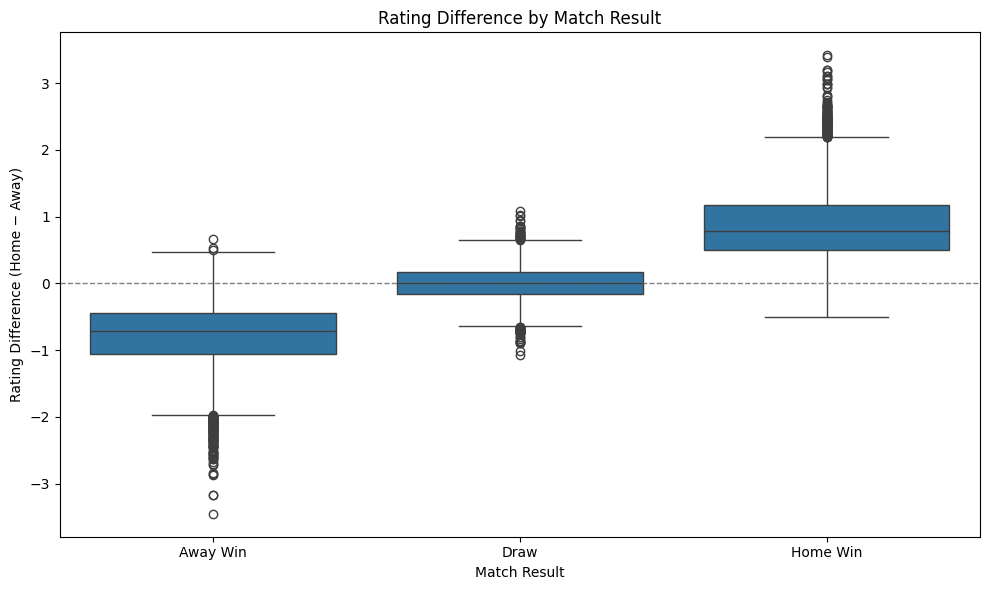 Rating Difference by Match Result
Rating Difference (Home − Away)
3
2
1
0
−1
−2
−3
Away Win
Draw
Home Win
Match Result